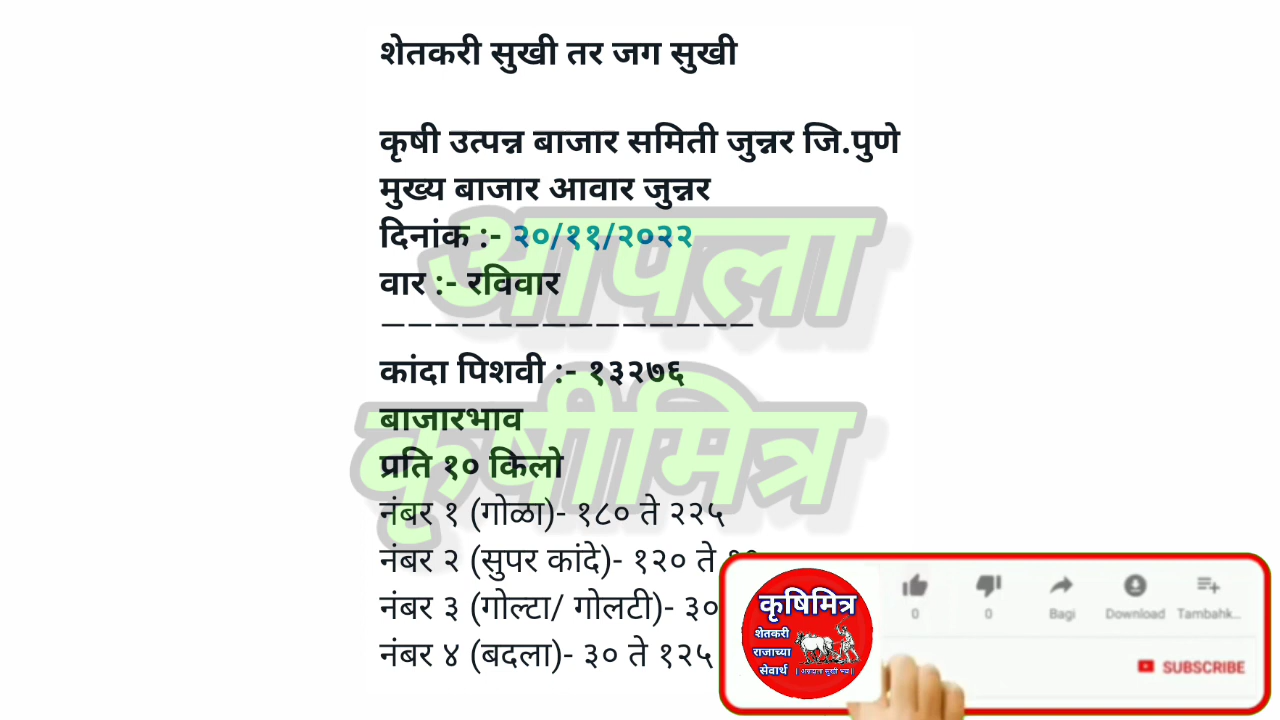 शेतकरी सुखी तर जग सुखी
कृषी उत्पन्न बाजार समिती जुन्नर जि.पुणे
मुख्य बाजार आवार जुन्नर
दिनांक :- २०/११/२०२२
वार :- रविवार
——————————————
कांदा पिशवी :- १३२७६
बाजारभाव
प्रति १० किलो
नंबर १ (गोळा)- १८० ते २२५
नंबर २ (सुपर कांदे)- १२० ते
नंबर ३ (गोल्टा/ गोलटी)- ३०
नंबर ४ (बदला)- ३० ते १२५
आपला
कृषीमित्र
कृषिमित्र
शेतकरी
राजाच्या
सेवार्थ
0
0
Bagi
Download
Tambahk...
SUBSCRIBE